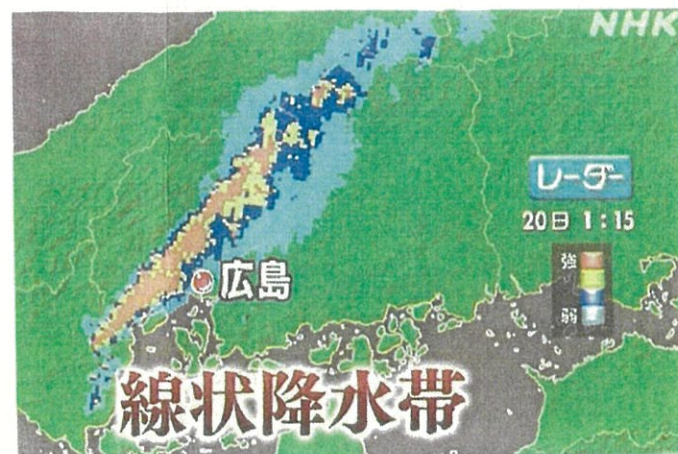 NHK
レーダー
20日 1:15
強
弱
広島
線状降水帯